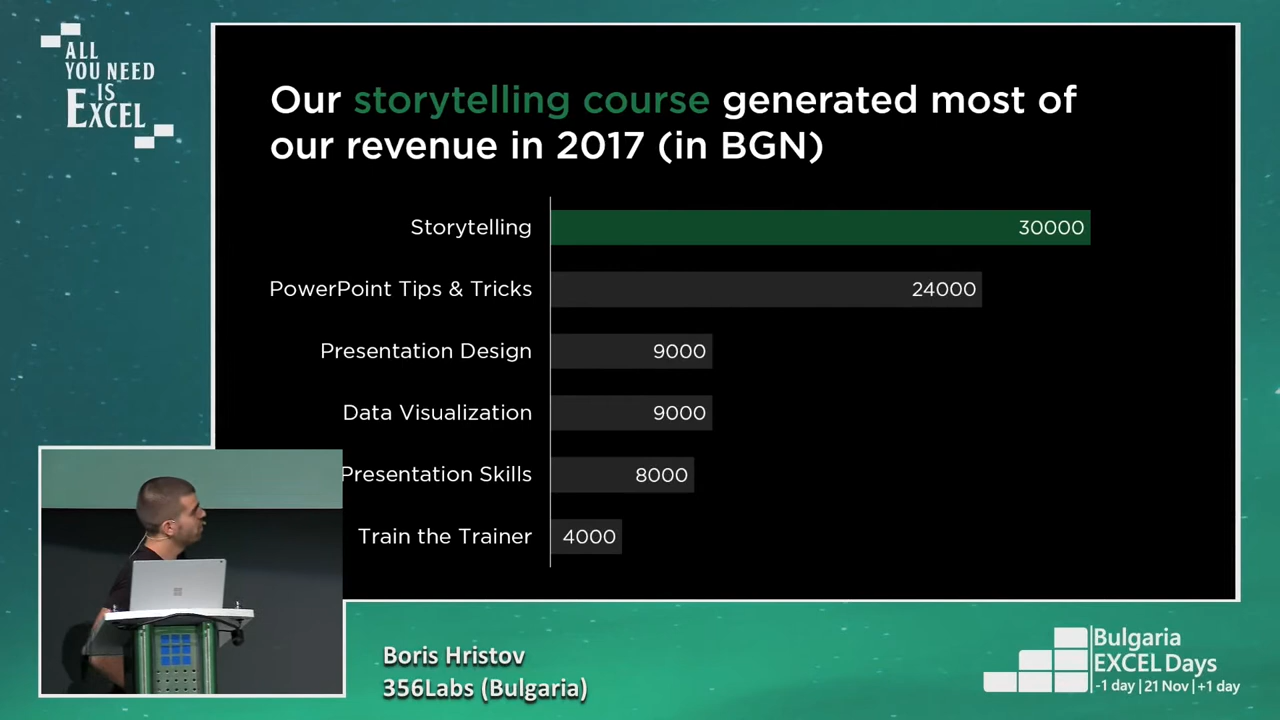 ALL
YOU NEED
IS
EXCEL
Our storytelling course generated most of
our revenue in 2017 (in BGN)
Storytelling 30000
PowerPoint Tips & Tricks 24000
Presentation Design 9000
Data Visualization 9000
Presentation Skills 8000
Train the Trainer 4000
Boris Hristov
356Labs (Bulgaria)
Bulgaria
EXCEL Days
-1 day | 21 Nov | +1 day